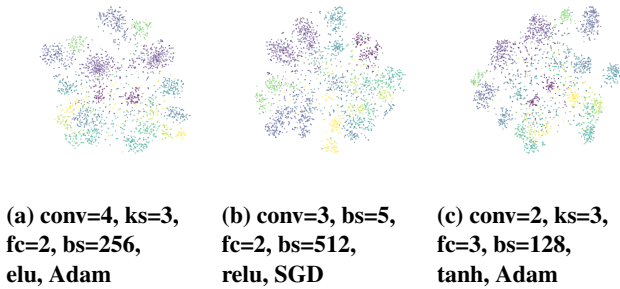 (a) conv=4, ks=3,
fc=2, bs=256,
elu, Adam
(b) conv=3, bs=5,
fc=2, bs=512,
relu, SGD
(c) conv=2, ks=3,
fc=3, bs=128,
tanh, Adam